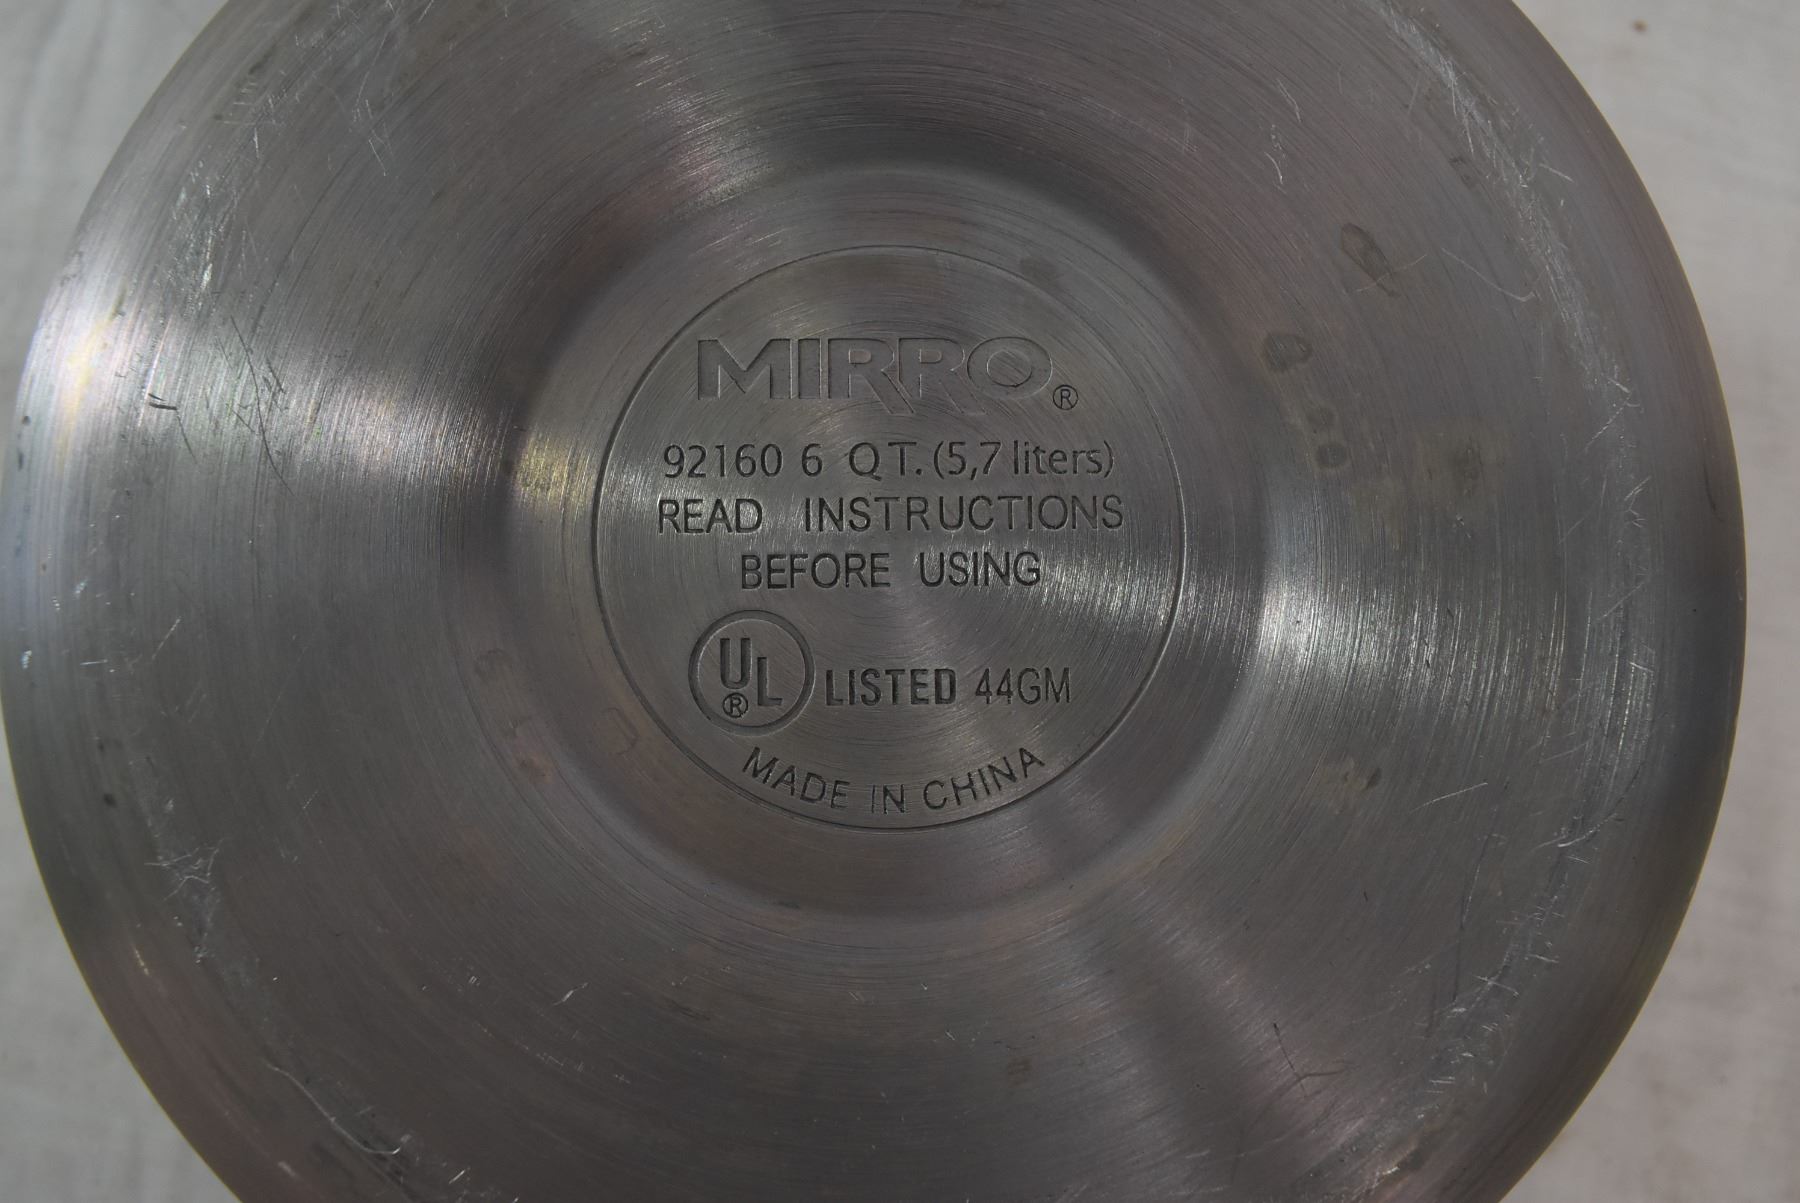 MIRRO®
92160 6 QT. (5,7 liters)
READ INSTRUCTIONS
BEFORE USING
UL® LISTED 44GM
MADE IN CHINA